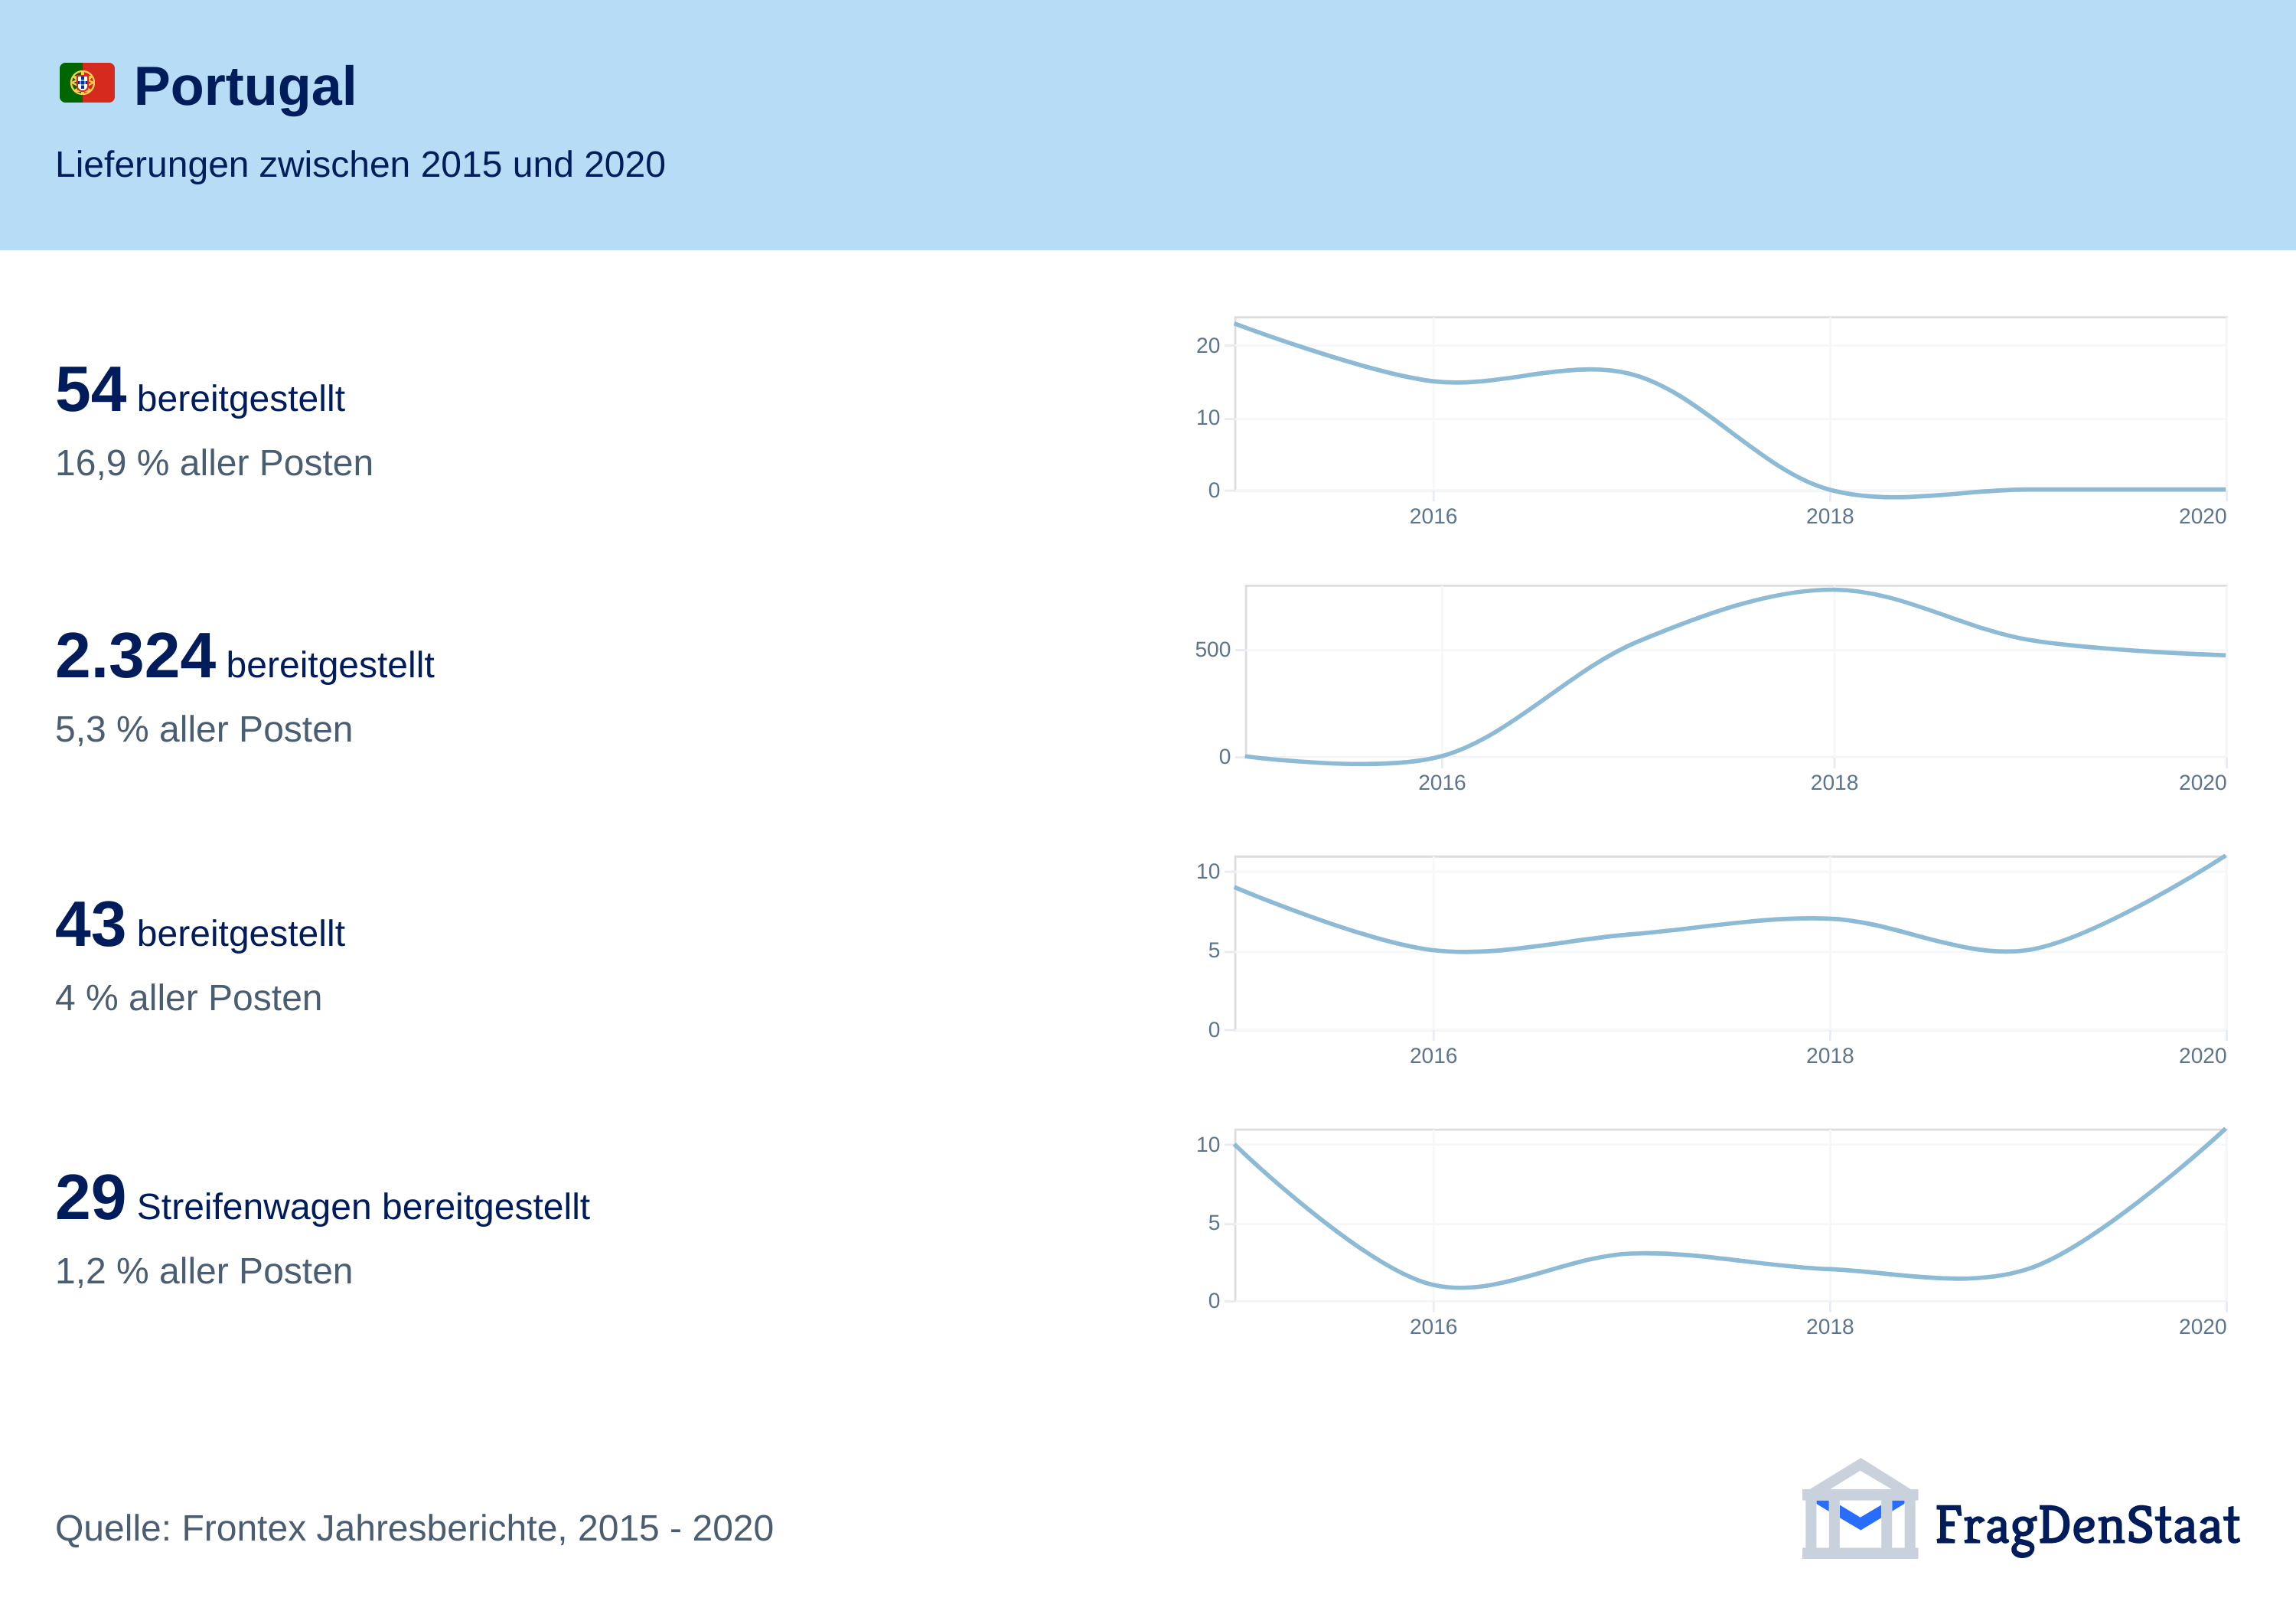 Portugal
Lieferungen zwischen 2015 und 2020
54 bereitgestellt
16,9 % aller Posten
20
10
0
2016 2018 2020
2.324 bereitgestellt
5,3 % aller Posten
500
0
2016 2018 2020
43 bereitgestellt
4 % aller Posten
10
5
0
2016 2018 2020
29 Streifenwagen bereitgestellt
1,2 % aller Posten
10
5
0
2016 2018 2020
Quelle: Frontex Jahresberichte, 2015 - 2020
FragDenStaat